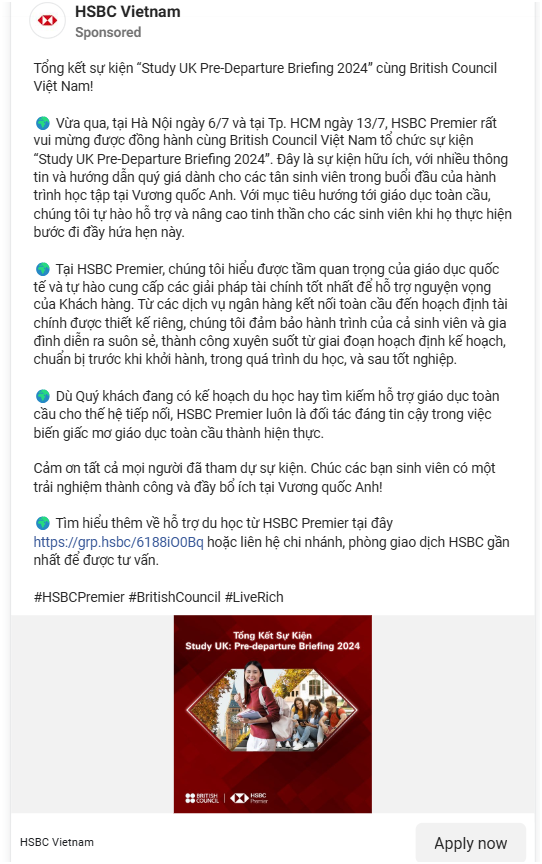 HSBC Vietnam
Sponsored
Tổng kết sự kiện “Study UK Pre-Departure Briefing 2024” cùng British Council
Việt Nam!
🌍 Vừa qua, tại Hà Nội ngày 6/7 và tại Tp. HCM ngày 13/7, HSBC Premier rất
vui mừng được đồng hành cùng British Council Việt Nam tổ chức sự kiện
“Study UK Pre-Departure Briefing 2024”. Đây là sự kiện hữu ích, với nhiều thông
tin và hướng dẫn quý giá dành cho các tân sinh viên trong buổi đầu của hành
trình học tập tại Vương quốc Anh. Với mục tiêu hướng tới giáo dục toàn cầu,
chúng tôi tự hào hỗ trợ và nâng cao tinh thần cho các sinh viên khi họ thực hiện
bước đi đầy hứa hẹn này.
🌍 Tại HSBC Premier, chúng tôi hiểu được tầm quan trọng của giáo dục quốc
tế và tự hào cung cấp các giải pháp tài chính tốt nhất để hỗ trợ nguyện vọng
của Khách hàng. Từ các dịch vụ ngân hàng kết nối toàn cầu đến hoạch định tài
chính được thiết kế riêng, chúng tôi đảm bảo hành trình của cả sinh viên và gia
đình diễn ra suôn sẻ, thành công xuyên suốt từ giai đoạn hoạch định kế hoạch,
chuẩn bị trước khi khởi hành, trong quá trình du học, và sau tốt nghiệp.
🌍 Dù Quý khách đang có kế hoạch du học hay tìm kiếm hỗ trợ giáo dục toàn
cầu cho thế hệ tiếp nối, HSBC Premier luôn là đối tác đáng tin cậy trong việc
biến giấc mơ giáo dục toàn cầu thành hiện thực.
Cảm ơn tất cả mọi người đã tham dự sự kiện. Chúc các bạn sinh viên có một
trải nghiệm thành công và đầy bổ ích tại Vương quốc Anh!
🌍 Tìm hiểu thêm về hỗ trợ du học từ HSBC Premier tại đây
https://grp.hsbc/6188iO0Bq hoặc liên hệ chi nhánh, phòng giao dịch HSBC gần
nhất để được tư vấn.
#HSBCPremier #BritishCouncil #LiveRich
Tổng Kết Sự Kiện
Study UK: Pre-departure Briefing 2024
BRITISH COUNCIL
HSBC Premier
HSBC Vietnam
Apply now